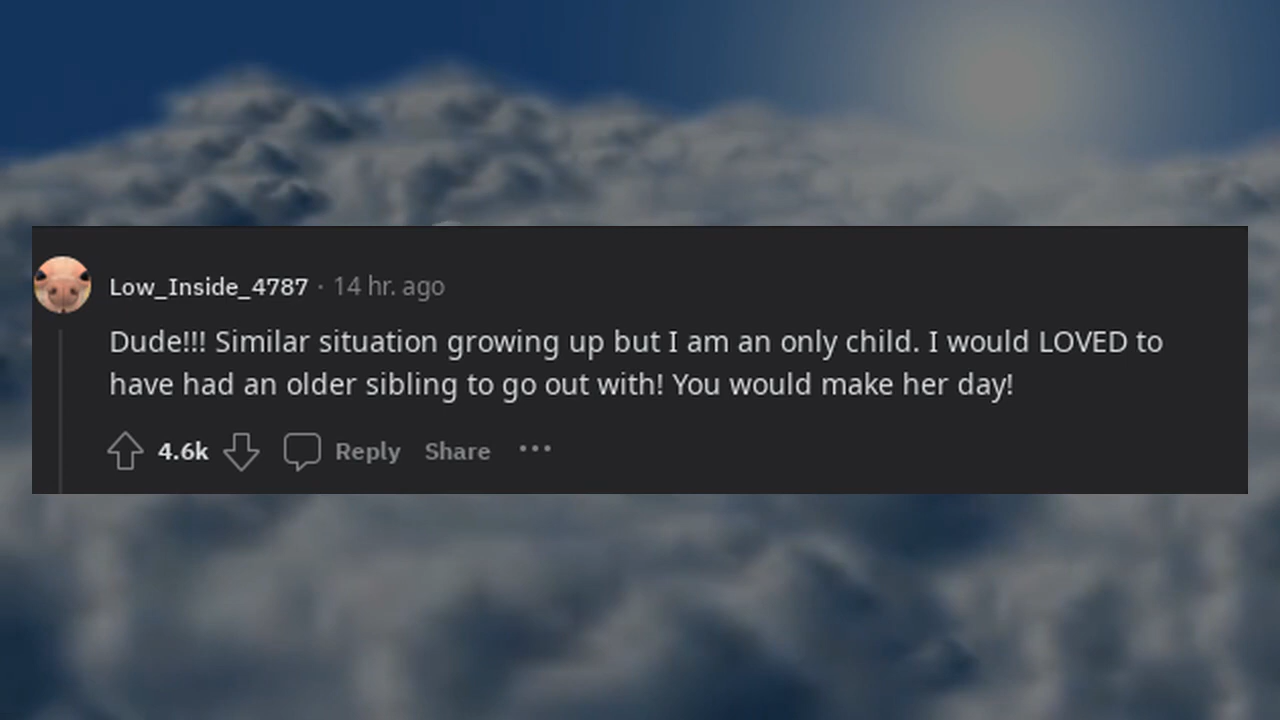 Low_Inside_4787 · 14 hr. ago
Dude!!! Similar situation growing up but I am an only child. I would LOVED to
have had an older sibling to go out with! You would make her day!
4.6k Reply Share ···